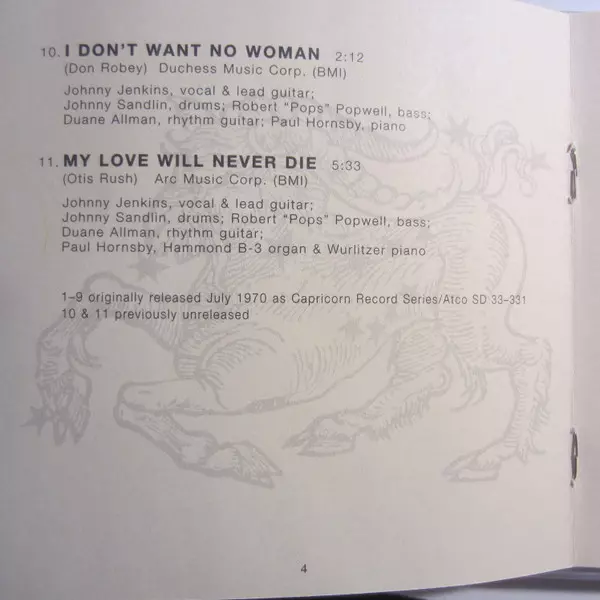 10. I DON'T WANT NO WOMAN 2:12
(Don Robey) Duchess Music Corp. (BMI)
Johnny Jenkins, vocal & lead guitar;
Johnny Sandlin, drums; Robert "Pops" Popwell, bass;
Duane Allman, rhythm guitar; Paul Hornsby, piano
11. MY LOVE WILL NEVER DIE 5:33
(Otis Rush) Arc Music Corp. (BMI)
Johnny Jenkins, vocal & lead guitar;
Johnny Sandlin, drums; Robert "Pops" Popwell, bass;
Duane Allman, rhythm guitar;
Paul Hornsby, Hammond B-3 organ & Wurlitzer piano
1–9 originally released July 1970 as Capricorn Record Series/Atco SD 33-331
10 & 11 previously unreleased
4